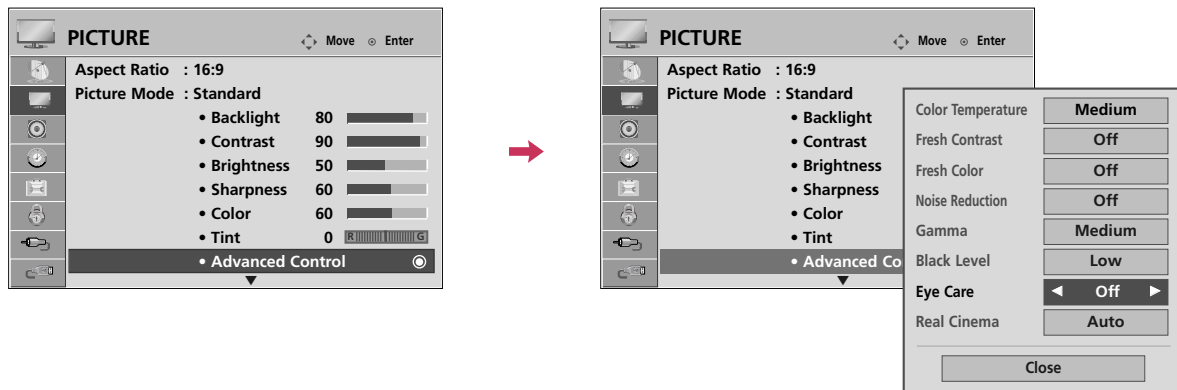 PICTURE Move Enter
Aspect Ratio : 16:9
Picture Mode : Standard
• Backlight 80
• Contrast 90
• Brightness 50
• Sharpness 60
• Color 60
• Tint 0 R G
• Advanced Control
PICTURE Move Enter
Aspect Ratio : 16:9
Picture Mode : Standard
• Backlight
• Contrast
• Brightness
• Sharpness
• Color
• Tint
• Advanced Co
Color Temperature Medium
Fresh Contrast Off
Fresh Color Off
Noise Reduction Off
Gamma Medium
Black Level Low
Eye Care ◄ Off ►
Real Cinema Auto
Close